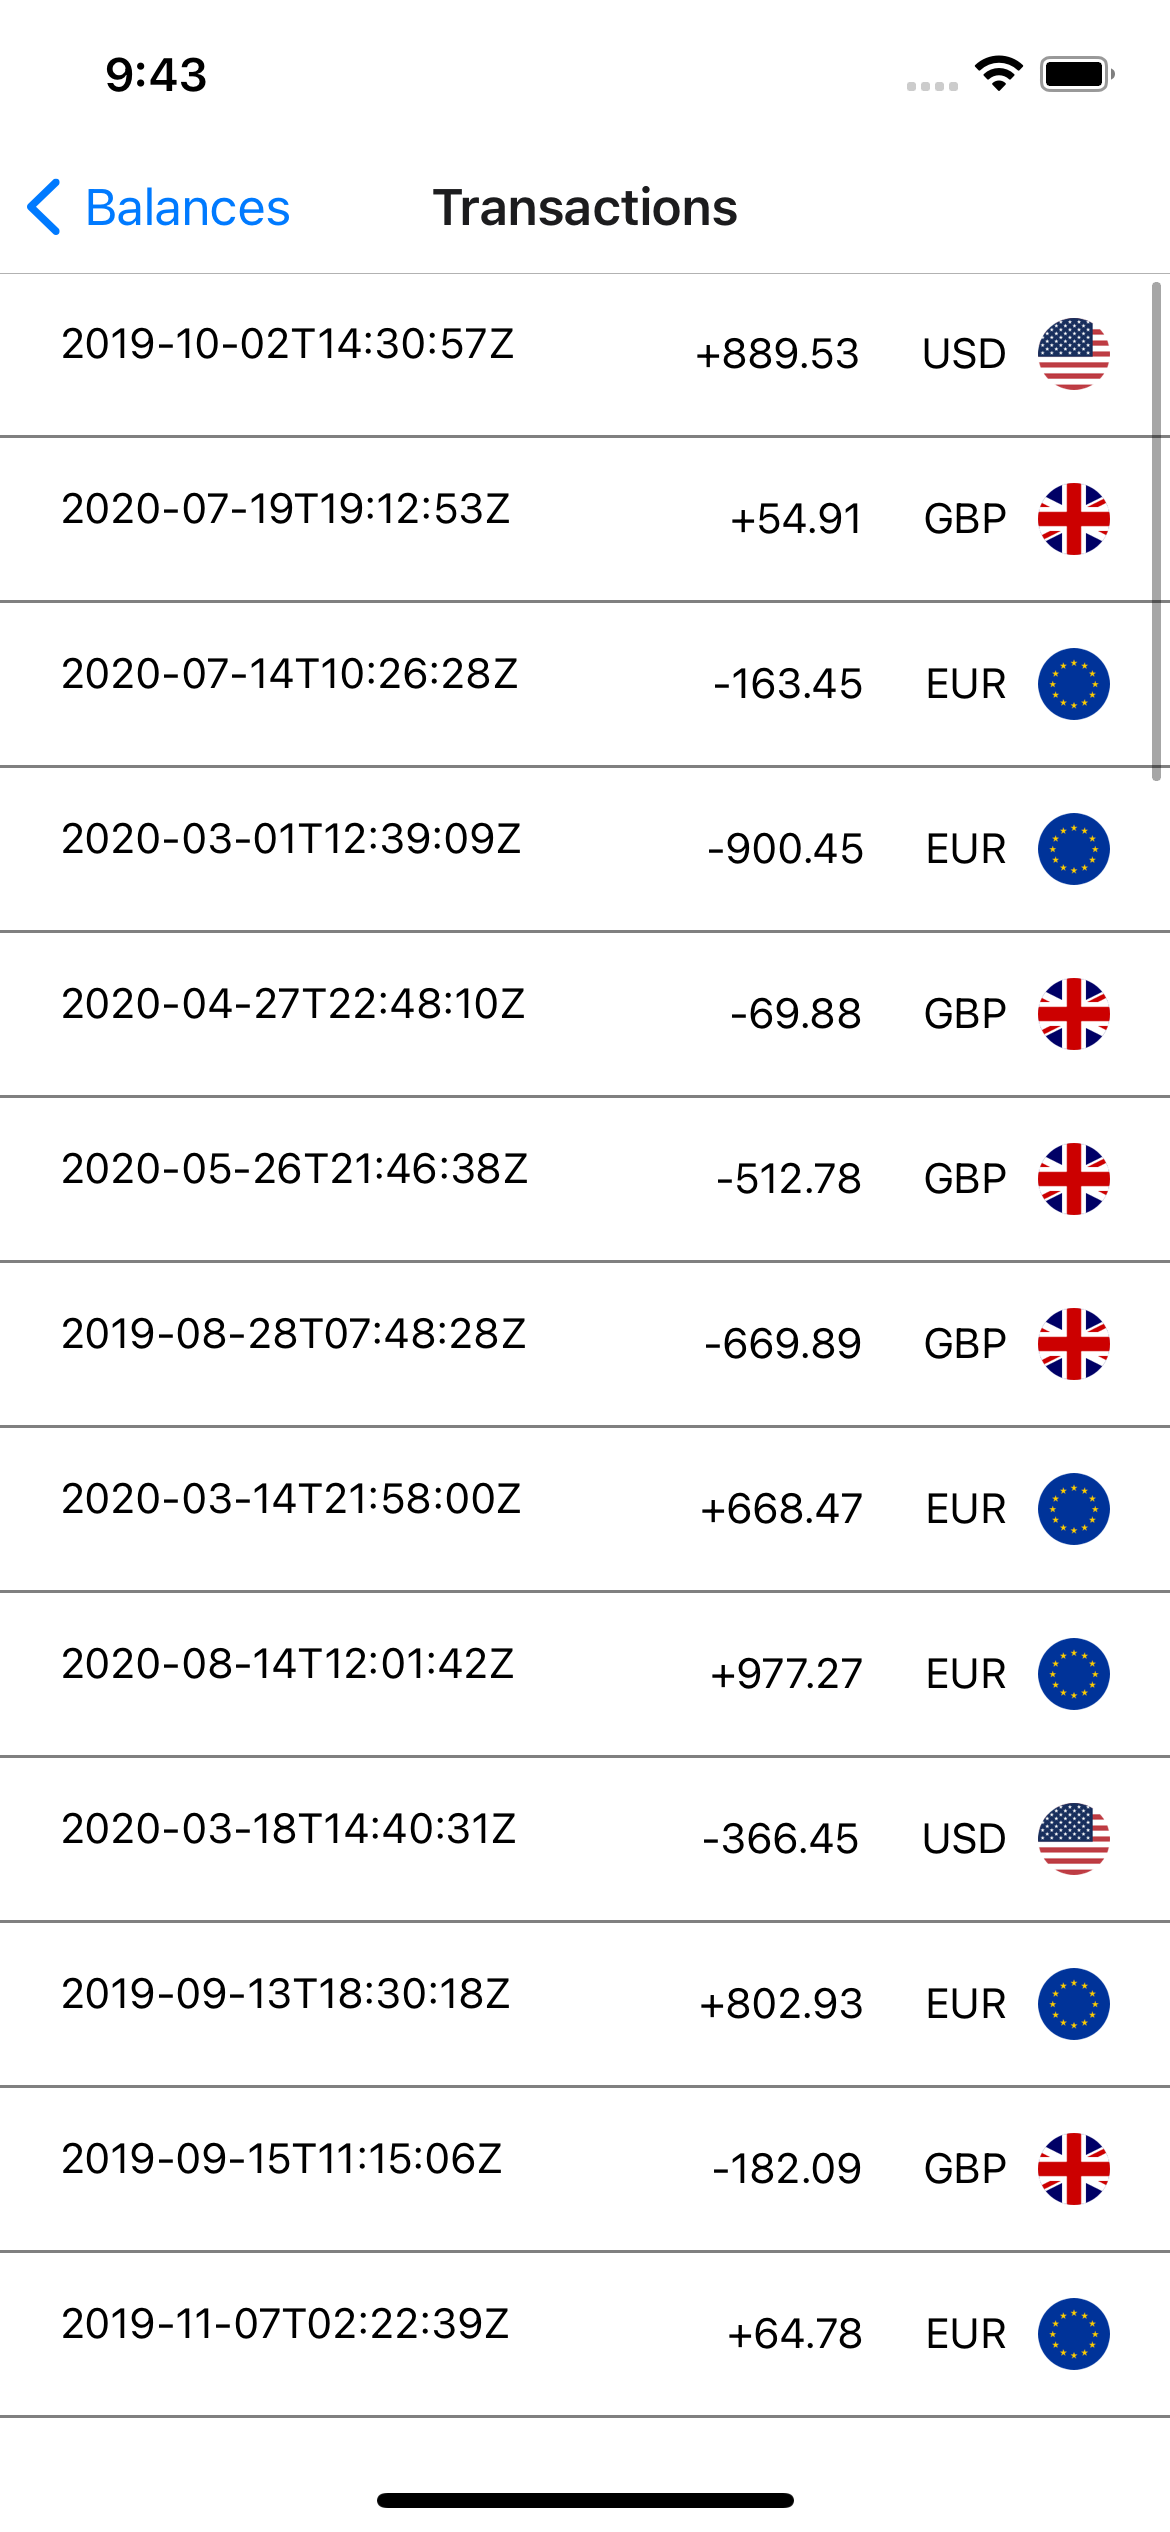 9:43
Balances Transactions
2019-10-02T14:30:57Z +889.53 USD
2020-07-19T19:12:53Z +54.91 GBP
2020-07-14T10:26:28Z -163.45 EUR
2020-03-01T12:39:09Z -900.45 EUR
2020-04-27T22:48:10Z -69.88 GBP
2020-05-26T21:46:38Z -512.78 GBP
2019-08-28T07:48:28Z -669.89 GBP
2020-03-14T21:58:00Z +668.47 EUR
2020-08-14T12:01:42Z +977.27 EUR
2020-03-18T14:40:31Z -366.45 USD
2019-09-13T18:30:18Z +802.93 EUR
2019-09-15T11:15:06Z -182.09 GBP
2019-11-07T02:22:39Z +64.78 EUR